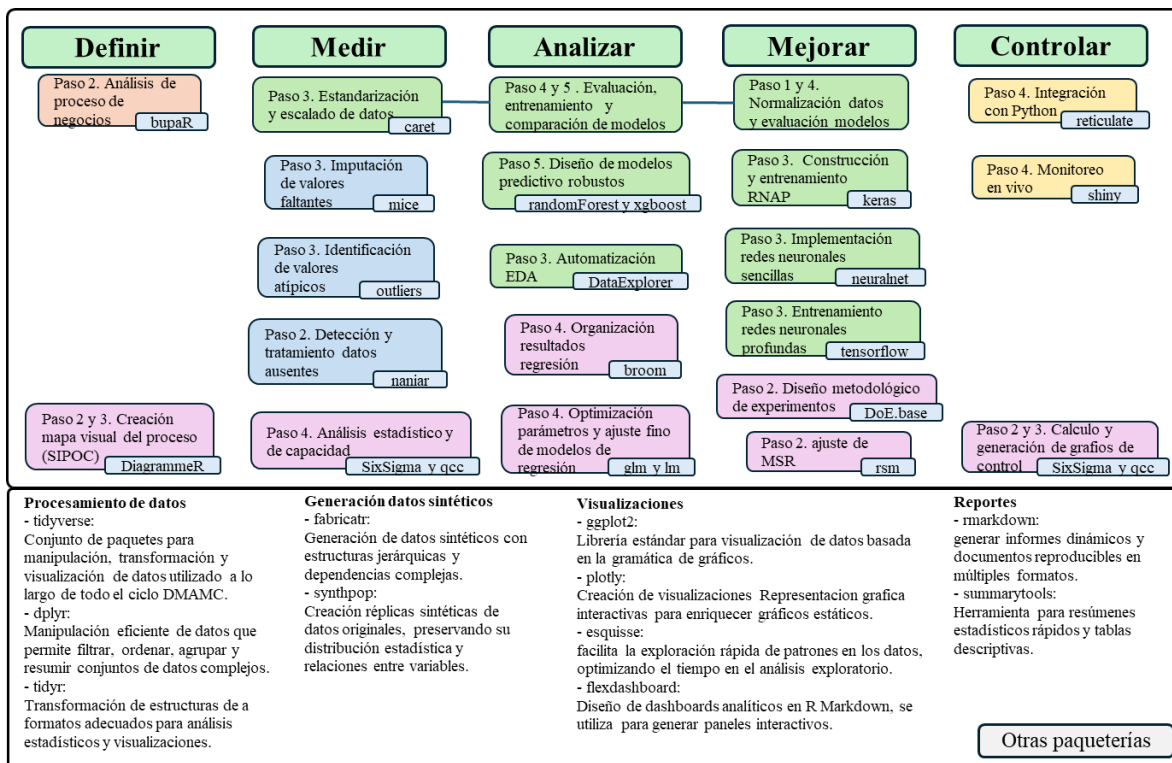 Definir
Medir
Analizar
Mejorar
Controlar
Paso 2. Análisis de
proceso de
negocios
bupaR
Paso 2 y 3. Creación
mapa visual del proceso
(SIPOC)
DiagrammeR
Paso 3. Estandarización
y escalado de datos
caret
Paso 3. Imputación
de valores
faltantes
mice
Paso 3. Identificación
de valores
atípicos
outliers
Paso 2. Detección y
tratamiento datos
ausentes
naniar
Paso 4. Análisis estadístico y
de capacidad
SixSigma y qcc
Paso 4 y 5 . Evaluación,
entrenamiento y
comparación de modelos
Paso 5. Diseño de modelos
predictivo robustos
randomForest y xgboost
Paso 3. Automatización
EDA
DataExplorer
Paso 4. Organización
resultados
regresión
broom
Paso 4. Optimización
parámetros y ajuste fino
de modelos de
regresión
glm y lm
Paso 1 y 4.
Normalización datos
y evaluación modelos
Paso 3. Construcción
y entrenamiento
RNAP
keras
Paso 3. Implementación
redes neuronales
sencillas
neuralnet
Paso 3. Entrenamiento
redes neuronales
profundas
tensorflow
Paso 2. Diseño metodológico
de experimentos
DoE.base
Paso 2. ajuste de
MSR
rsm
Paso 4. Integración
con Python
reticulate
Paso 4. Monitoreo
en vivo
shiny
Paso 2 y 3. Calculo y
generación de grafios de
control
SixSigma y qcc
Procesamiento de datos
- tidyverse:
Conjunto de paquetes para
manipulación, transformación y
visualización de datos utilizado a lo
largo de todo el ciclo DMAMC.
- dplyr:
Manipulación eficiente de datos que
permite filtrar, ordenar, agrupar y
resumir conjuntos de datos complejos.
- tidyr:
Transformación de estructuras de a
formatos adecuados para análisis
estadísticos y visualizaciones.
Generación datos sintéticos
- fabricatr:
Generación de datos sintéticos con
estructuras jerárquicas y
dependencias complejas.
- synthpop:
Creación réplicas sintéticas de
datos originales, preservando su
distribución estadística y
relaciones entre variables.
Visualizaciones
- ggplot2:
Librería estándar para visualización de datos basada
en la gramática de gráficos.
- plotly:
Creación de visualizaciones Representacion grafica
interactivas para enriquecer gráficos estáticos.
- esquisse:
facilita la exploración rápida de patrones en los datos,
optimizando el tiempo en el análisis exploratorio.
- flexdashboard:
Diseño de dashboards analíticos en R Markdown, se
utiliza para generar paneles interactivos.
Reportes
- rmarkdown:
generar informes dinámicos y
documentos reproducibles en
múltiples formatos.
- summarytools:
Herramienta para resúmenes
estadísticos rápidos y tablas
descriptivas.
Otras paqueterías